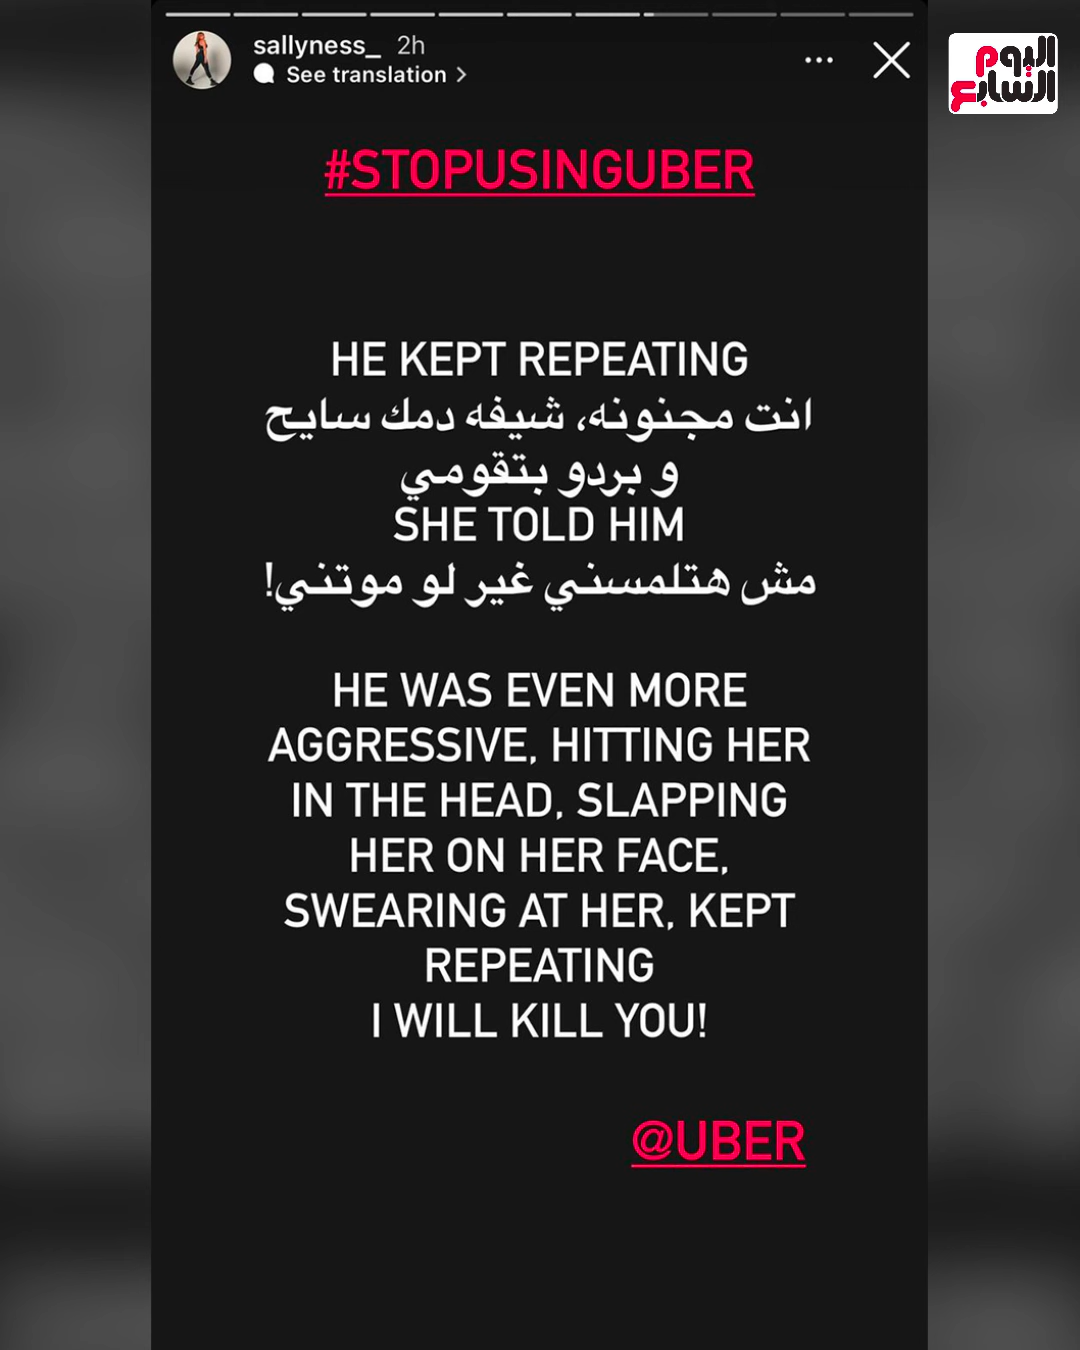 sallyness_ 2h
See translation >
اليوم
السابع
#STOPUSINGUBER
HE KEPT REPEATING
انت مجنونه، شيفه دمك سايح
و بردو بتقومي
SHE TOLD HIM
مش هتلمسني غير لو موتني!
HE WAS EVEN MORE
AGGRESSIVE, HITTING HER
IN THE HEAD, SLAPPING
HER ON HER FACE,
SWEARING AT HER, KEPT
REPEATING
I WILL KILL YOU!
@UBER